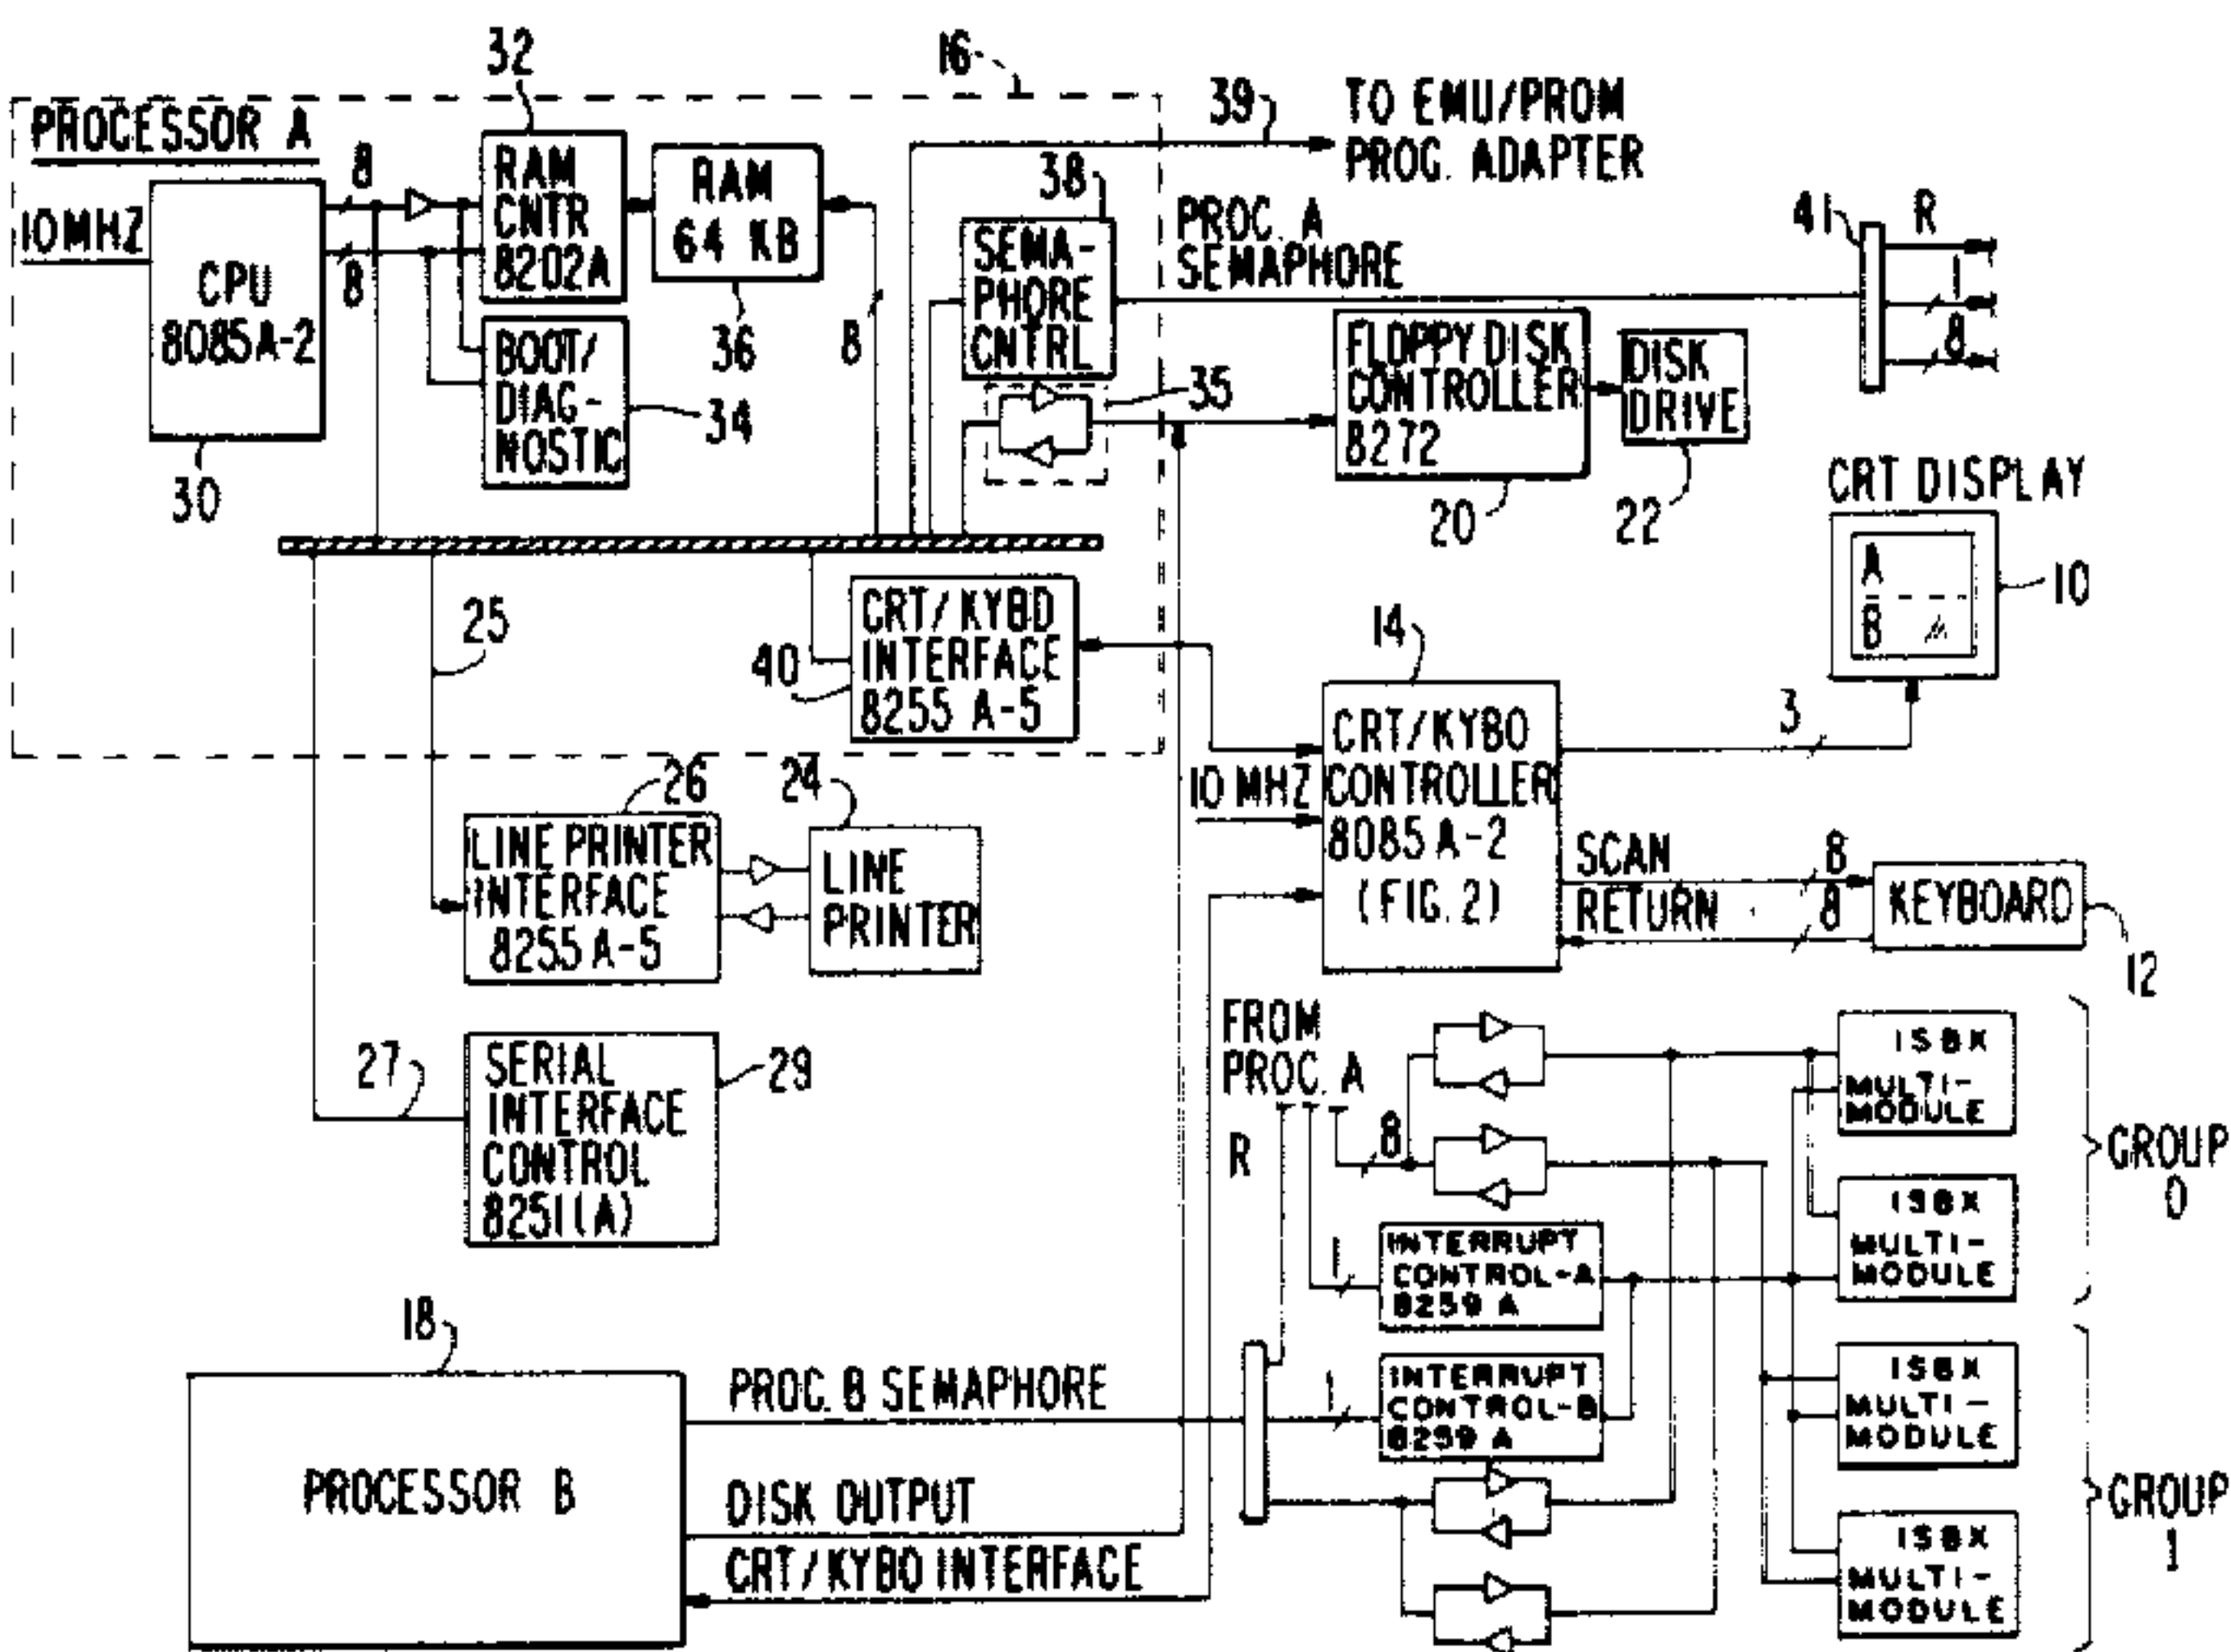 32
16
39
TO EMU/PROM
PROG. ADAPTER
PROCESSOR A
8
8
10 MHZ
CPU
8085A-2
30
RAM
CNTR
8202A
RAM
64 KB
36
8
BOOT/
DIAG-
NOSTIC
34
38
SEMA-
PHORE
CNTRL
35
PROC. A
SEMAPHORE
41
R
1
8
FLOPPY DISK
CONTROLLER
8272
20
DISK
DRIVE
22
CRT DISPLAY
A
B
10
25
40
CRT/KYBD
INTERFACE
8255 A-5
14
CRT/KYBO
CONTROLLER
8085 A-2
(FIG. 2)
10 MHZ
3
SCAN
8
RETURN
8
KEYBOARD
12
26
LINE PRINTER
INTERFACE
8255 A-5
24
LINE
PRINTER
27
SERIAL
INTERFACE
CONTROL
8251(A)
29
FROM
PROC. A
R
8
1
INTERRUPT
CONTROL-A
8259 A
1
INTERRUPT
CONTROL-B
8259 A
ISBX
MULTI-
MODULE
ISBX
MULTI-
MODULE
GROUP
0
ISBX
MULTI-
MODULE
ISBX
MULTI-
MODULE
GROUP
1
18
PROCESSOR B
PROC. B SEMAPHORE
DISK OUTPUT
CRT/KYBO INTERFACE